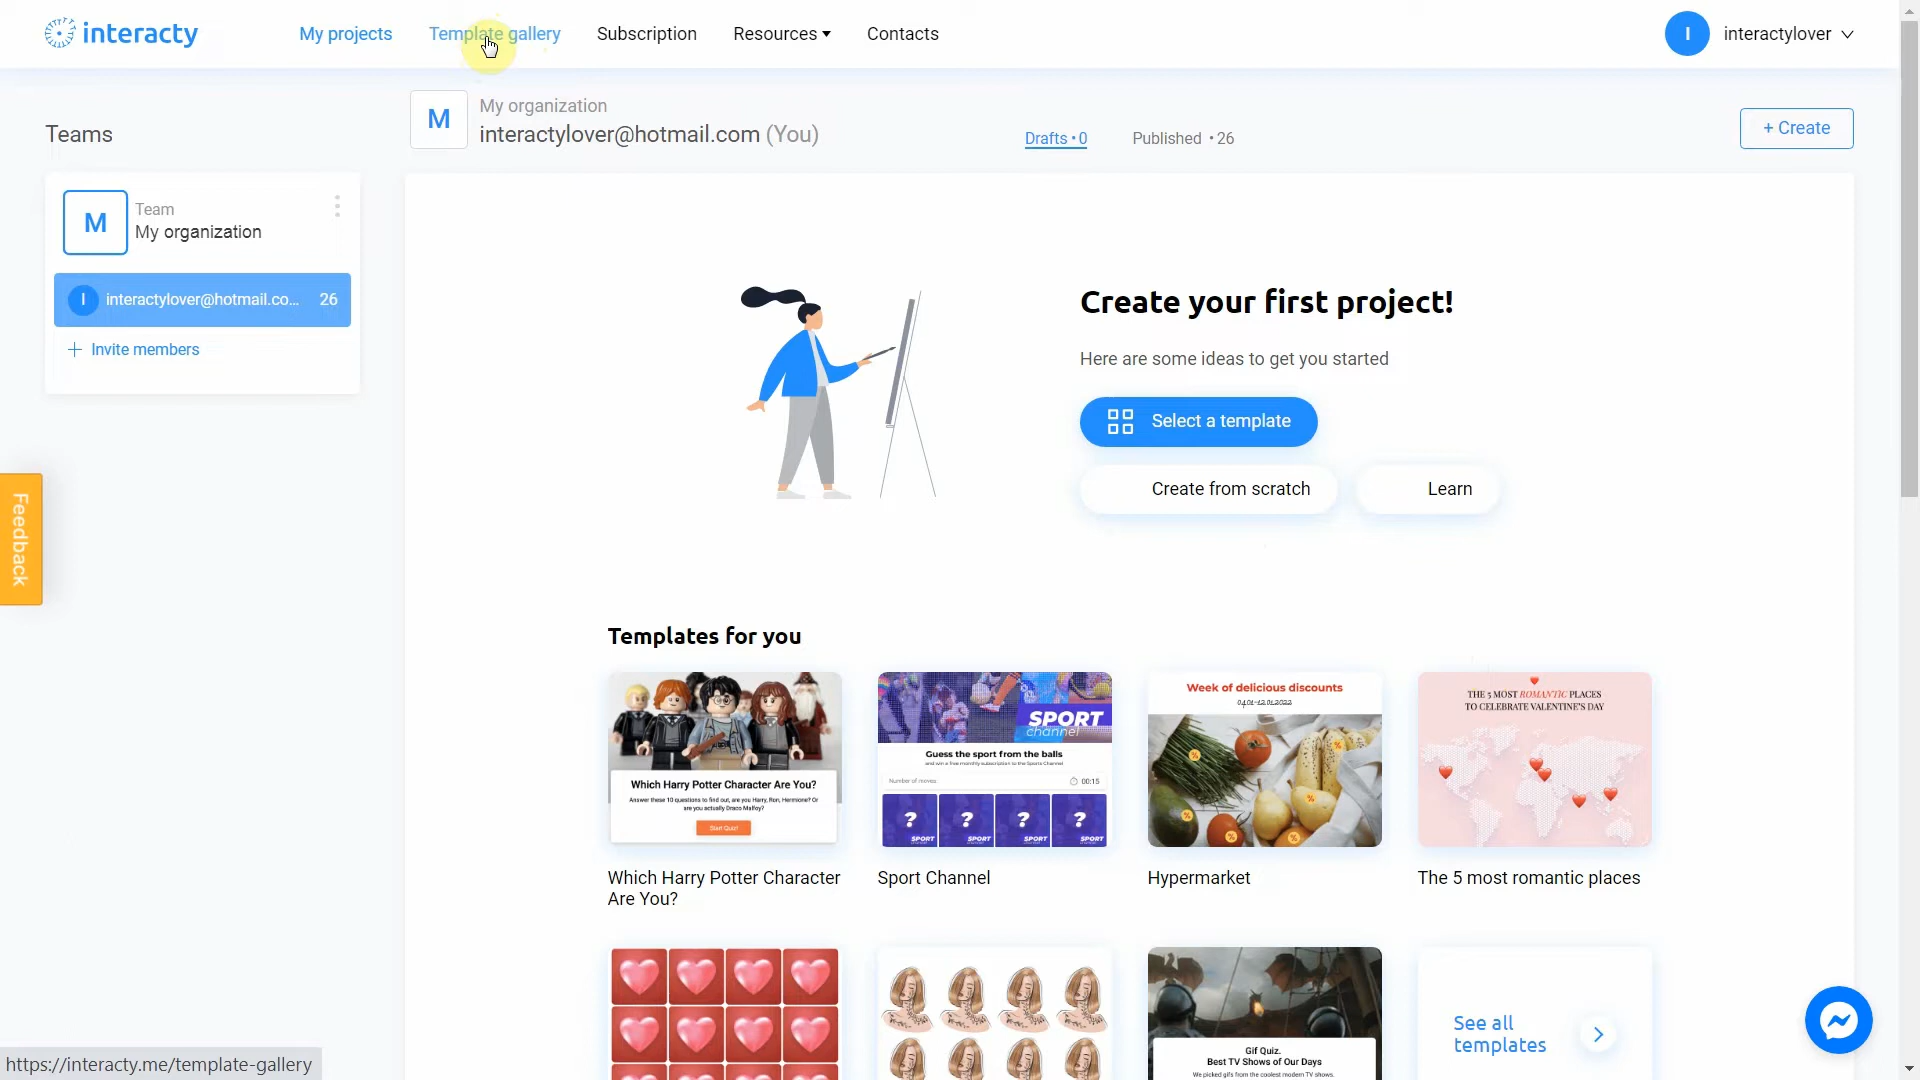 interacty
My projects
Template gallery
Subscription
Resources
Contacts
I
interactylover
Teams
M
My organization
interactylover@hotmail.com (You)
Drafts • 0
Published • 26
+ Create
M
Team
My organization
I
interactylover@hotmail.co...
26
+ Invite members
Feedback
Create your first project!
Here are some ideas to get you started
Select a template
Create from scratch
Learn
Templates for you
Which Harry Potter Character Are You?
Answer these 10 questions to find out, are you Harry, Ron, Hermione? Or
are you actually Draco Malfoy?
Start Quiz!
SPORT
channel
Guess the sport from the balls
and win a free monthly subscription to the Sports Channel
Number of moves
00:15
? ? ? ?
SPORT SPORT SPORT SPORT
Week of delicious discounts
04.01-12.01.2022
% % % % % %
THE 5 MOST ROMANTIC PLACES
TO CELEBRATE VALENTINE'S DAY
Which Harry Potter Character
Are You?
Sport Channel
Hypermarket
The 5 most romantic places
Gif Quiz.
Best TV Shows of Our Days
We picked gifs from the coolest modern TV shows.
See all
templates
https://interacty.me/template-gallery